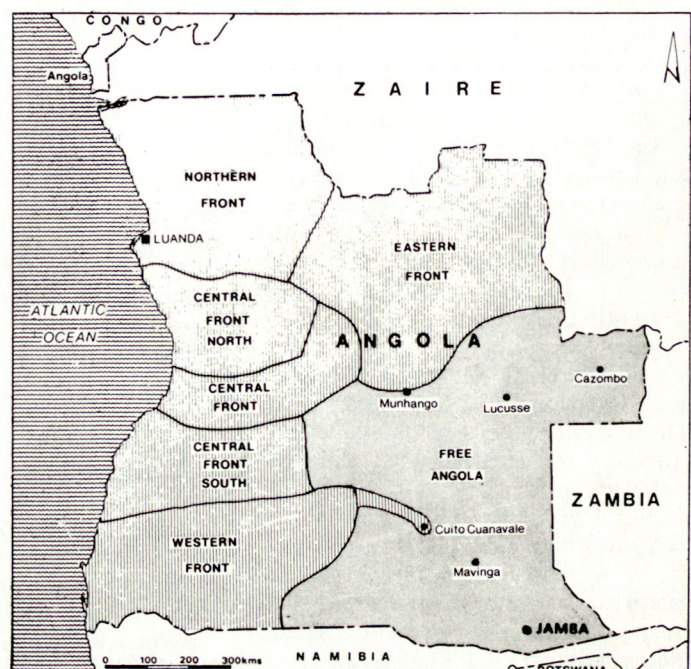 CONGO
Angola
ZAIRE
NORTHERN
FRONT
LUANDA
EASTERN
FRONT
CENTRAL
FRONT
NORTH
ATLANTIC
OCEAN
ANGOLA
CENTRAL
FRONT
Munhango
Lucusse
Cazombo
CENTRAL
FRONT
SOUTH
FREE
ANGOLA
ZAMBIA
WESTERN
FRONT
Cuito Cuanavale
Mavinga
JAMBA
NAMIBIA
BOTSWANA
0 100 200 300kms